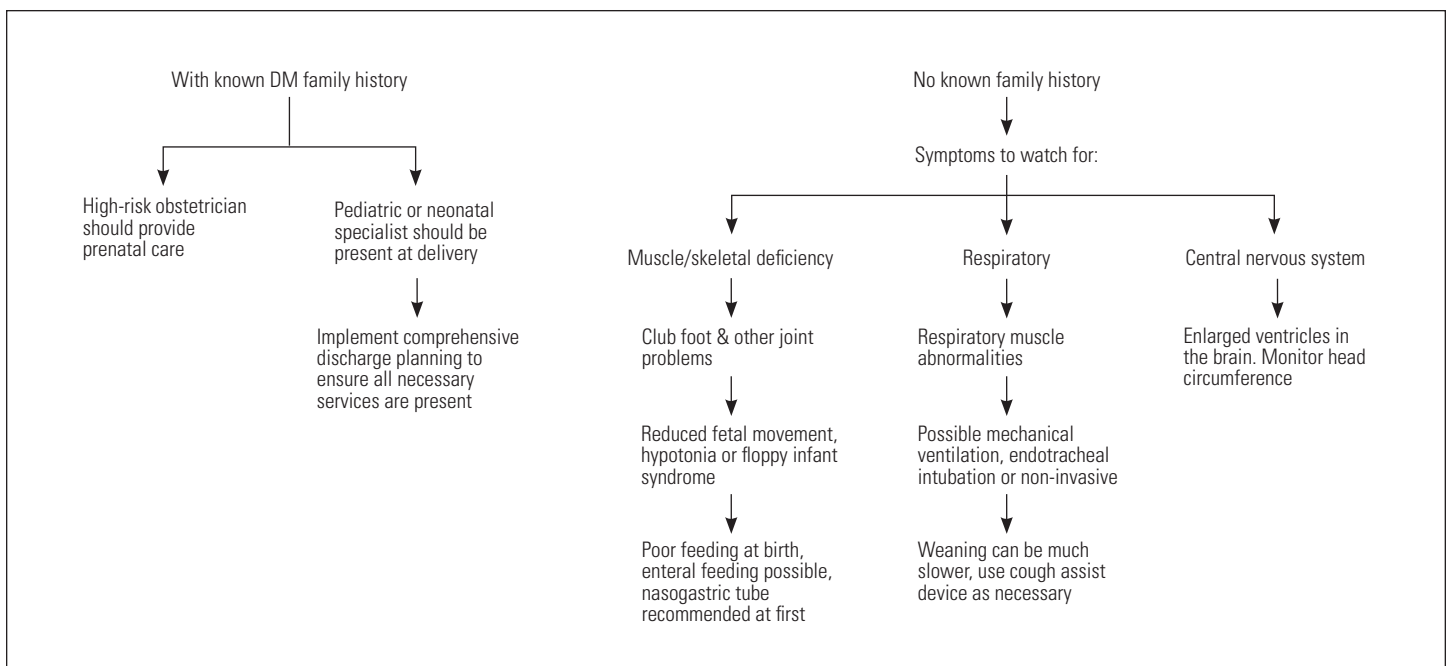 With known DM family history
High-risk obstetrician
should provide
prenatal care
Pediatric or neonatal
specialist should be
present at delivery
Implement comprehensive
discharge planning to
ensure all necessary
services are present
No known family history
Symptoms to watch for:
Muscle/skeletal deficiency
Club foot & other joint
problems
Reduced fetal movement,
hypotonia or floppy infant
syndrome
Poor feeding at birth,
enteral feeding possible,
nasogastric tube
recommended at first
Respiratory
Respiratory muscle
abnormalities
Possible mechanical
ventilation, endotracheal
intubation or non-invasive
Weaning can be much
slower, use cough assist
device as necessary
Central nervous system
Enlarged ventricles in
the brain. Monitor head
circumference